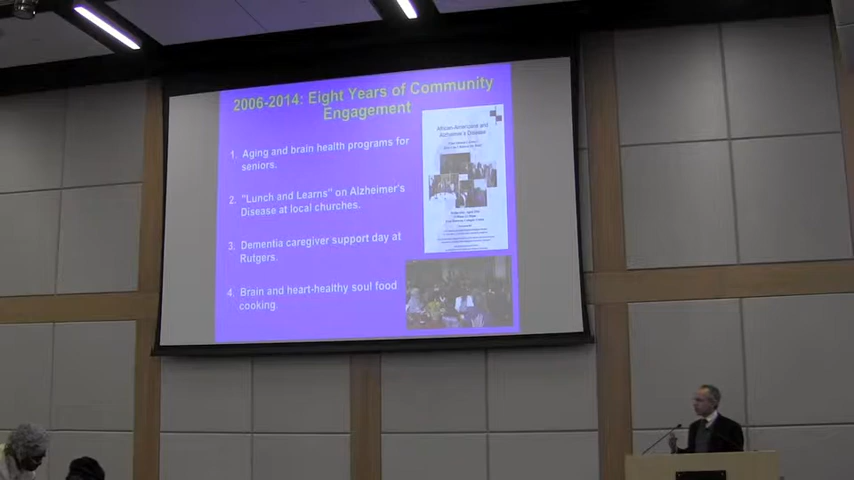 2006-2014: Eight Years of Community
Engagement
1. Aging and brain health programs for
seniors.
2. "Lunch and Learns" on Alzheimer's
Disease at local churches.
3. Dementia caregiver support day at
Rutgers.
4. Brain and heart-healthy soul food
cooking.
African-Americans and
Alzheimer's Disease